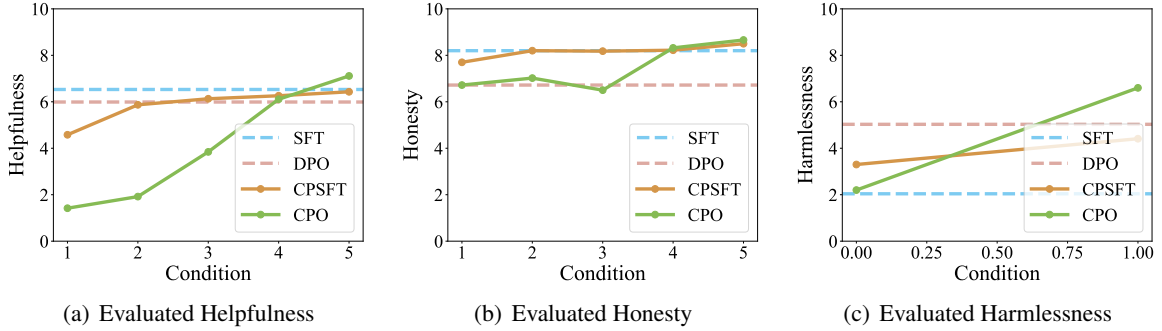 10
8
6
4
2
0
Helpfulness
1 2 3 4 5
Condition
SFT
DPO
CPSFT
CPO
(a) Evaluated Helpfulness
10
8
6
4
2
0
Honesty
1 2 3 4 5
Condition
SFT
DPO
CPSFT
CPO
(b) Evaluated Honesty
10
8
6
4
2
0
Harmlessness
0.00 0.25 0.50 0.75 1.00
Condition
SFT
DPO
CPSFT
CPO
(c) Evaluated Harmlessness